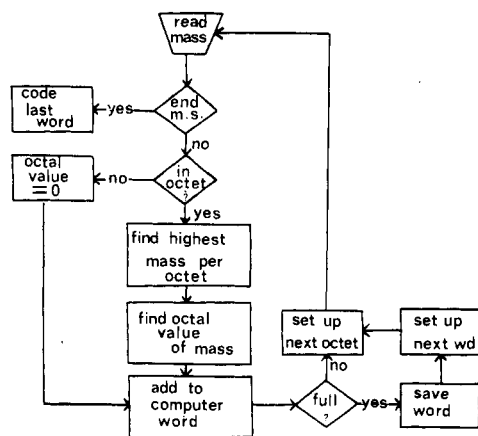 read
mass
end
m.s.
yes
code
last
word
no
in
octet
?
no
octal
value
=0
yes
find highest
mass per
octet
find octal
value
of mass
add to
computer
word
full
?
no
set up
next octet
yes
save
word
set up
next wd